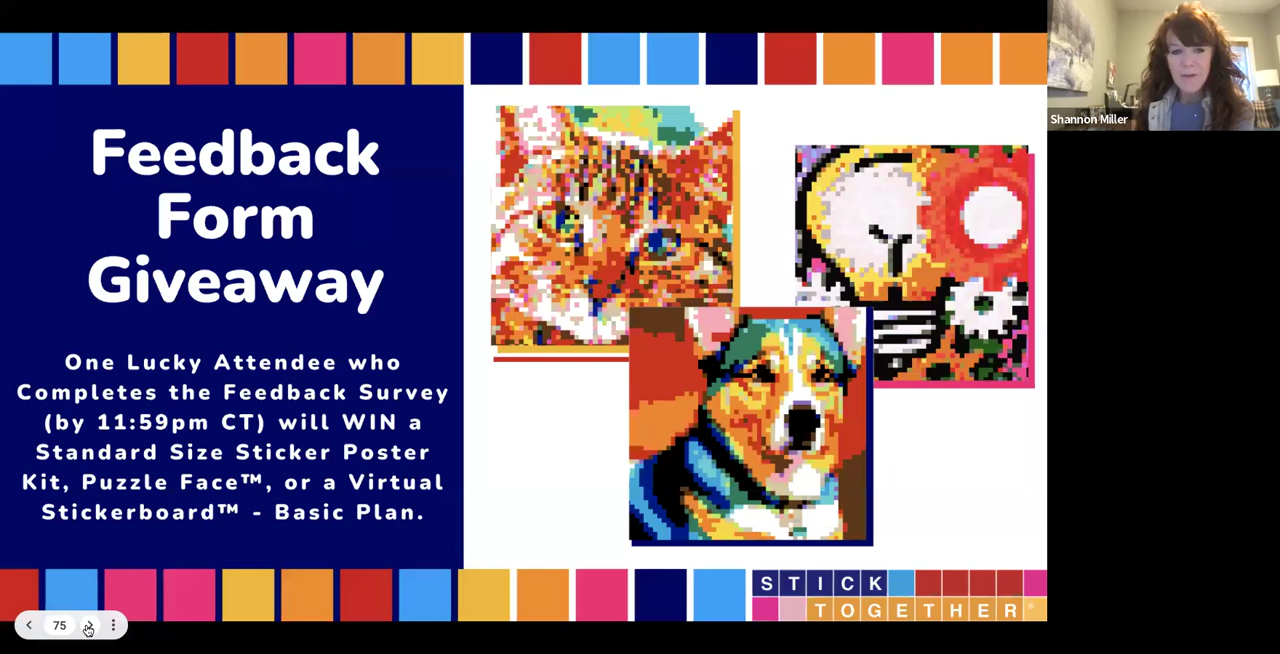 Feedback
Form
Giveaway
One Lucky Attendee who
Completes the Feedback Survey
(by 11:59pm CT) will WIN a
Standard Size Sticker Poster
Kit, Puzzle Face™, or a Virtual
Stickerboard™ - Basic Plan.
Shannon Miller
STICK
TOGETHER®
75